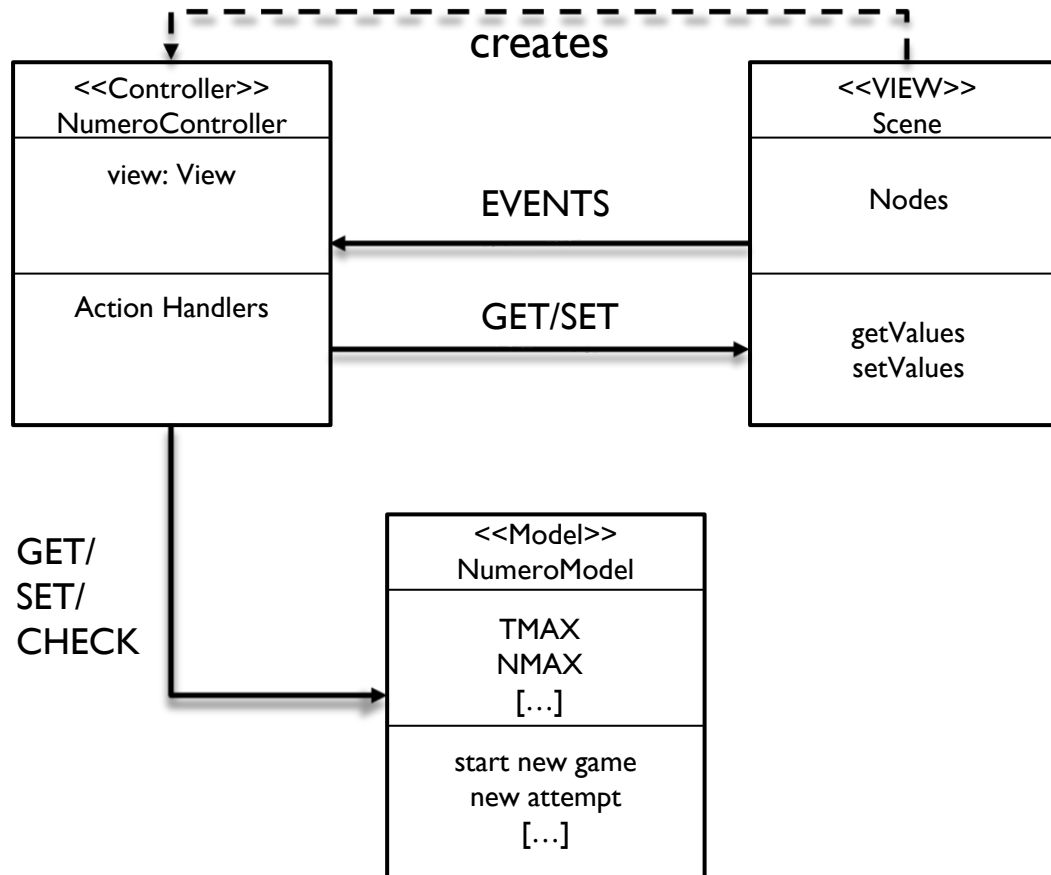 creates
<<Controller>>
NumeroController
view: View
Action Handlers
EVENTS
GET/SET
<<VIEW>>
Scene
Nodes
getValues
setValues
GET/
SET/
CHECK
<<Model>>
NumeroModel
TMAX
NMAX
[…]
start new game
new attempt
[…]